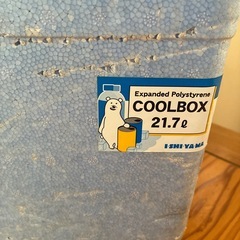 Expanded Polystyrene
COOLBOX
21.7ℓ
ISHIYAMA